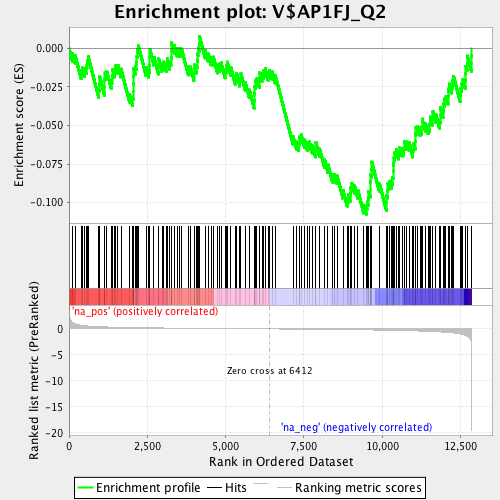 Enrichment plot: V$AP1FJ_Q2
Enrichment score (ES)
0.000
-0.025
-0.050
-0.075
-0.100
'na_pos' (positively correlated)
Ranked list metric (PreRanked)
0
-5
-10
-15
-20
Zero cross at 6412
'na_neg' (negatively correlated)
0
2,500
5,000
7,500
10,000
12,500
Rank in Ordered Dataset
Enrichment profile
Hits
Ranking metric scores